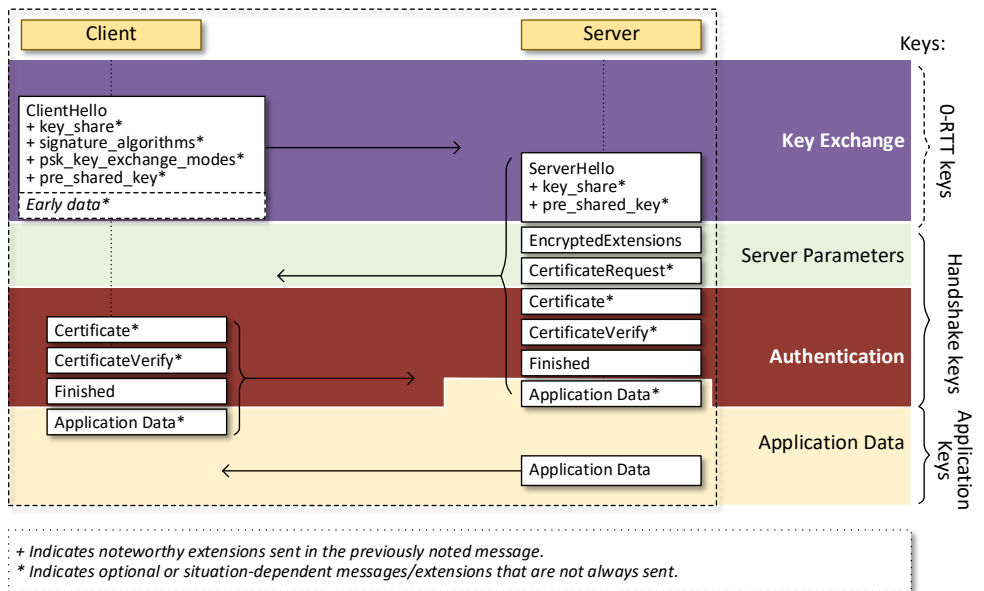 Client
Server
Keys:
ClientHello
+ key_share*
+ signature_algorithms*
+ psk_key_exchange_modes*
+ pre_shared_key*
Early data*
Key Exchange
0-RTT keys
ServerHello
+ key_share*
+ pre_shared_key*
EncryptedExtensions
CertificateRequest*
Server Parameters
Certificate*
CertificateVerify*
Finished
Application Data*
Handshake keys
Certificate*
CertificateVerify*
Finished
Application Data*
Authentication
Application Data
Application
Keys
Application Data
+ Indicates noteworthy extensions sent in the previously noted message.
* Indicates optional or situation-dependent messages/extensions that are not always sent.